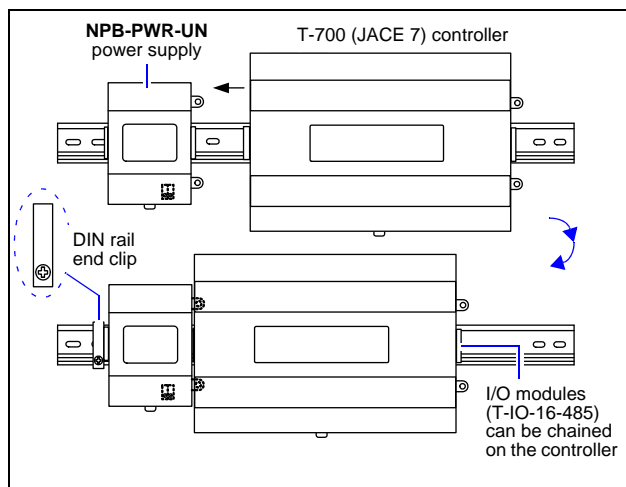 NPB-PWR-UN
power supply
T-700 (JACE 7) controller
DIN rail
end clip
I/O modules
(T-IO-16-485)
can be chained
on the controller